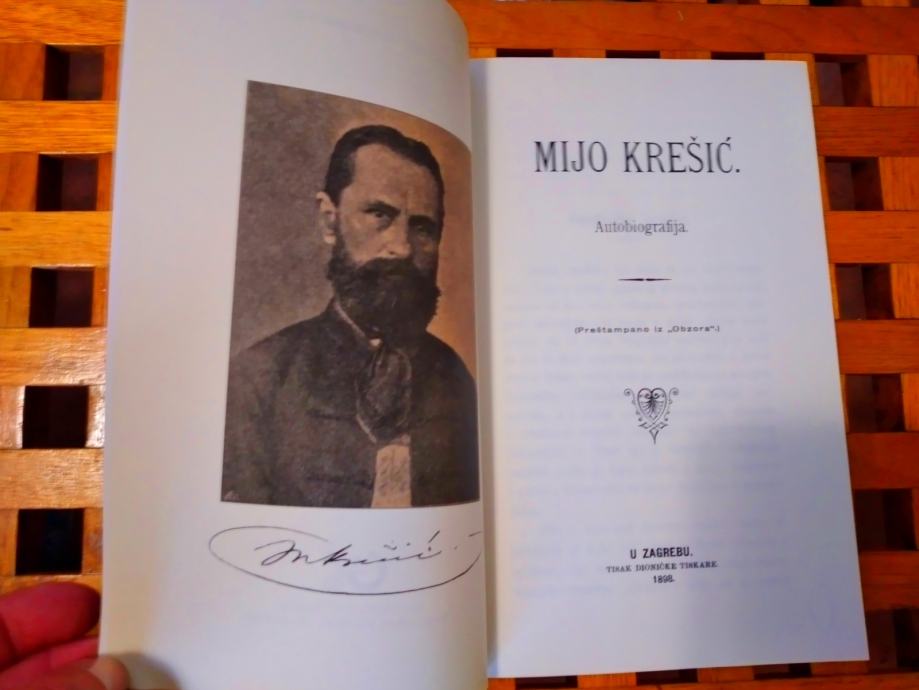 MIJO KREŠIĆ.
Autobiografija.
(Preštampano iz „Obzora“.)
U ZAGREBU.
TISAK DIONIČKE TISKARE.
1898.